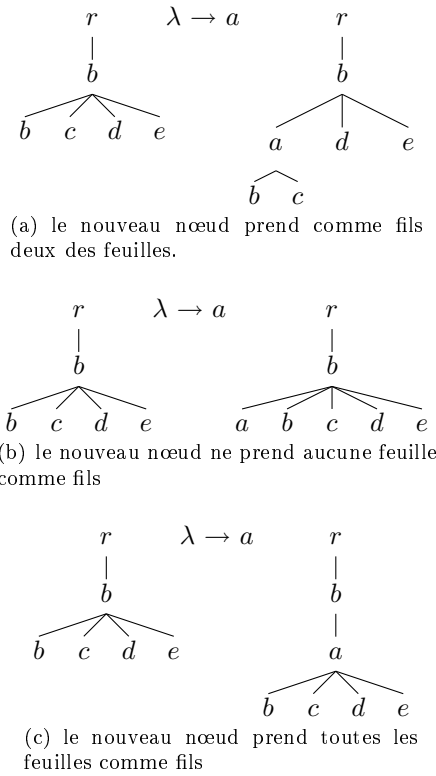 r λ → a r
b b
b c d e a d e
b c
(a) le nouveau nœud prend comme fils
deux des feuilles.
r λ → a r
b b
b c d e a b c d e
(b) le nouveau nœud ne prend aucune feuille
comme fils
r λ → a r
b b
b c d e a
b c d e
(c) le nouveau nœud prend toutes les
feuilles comme fils